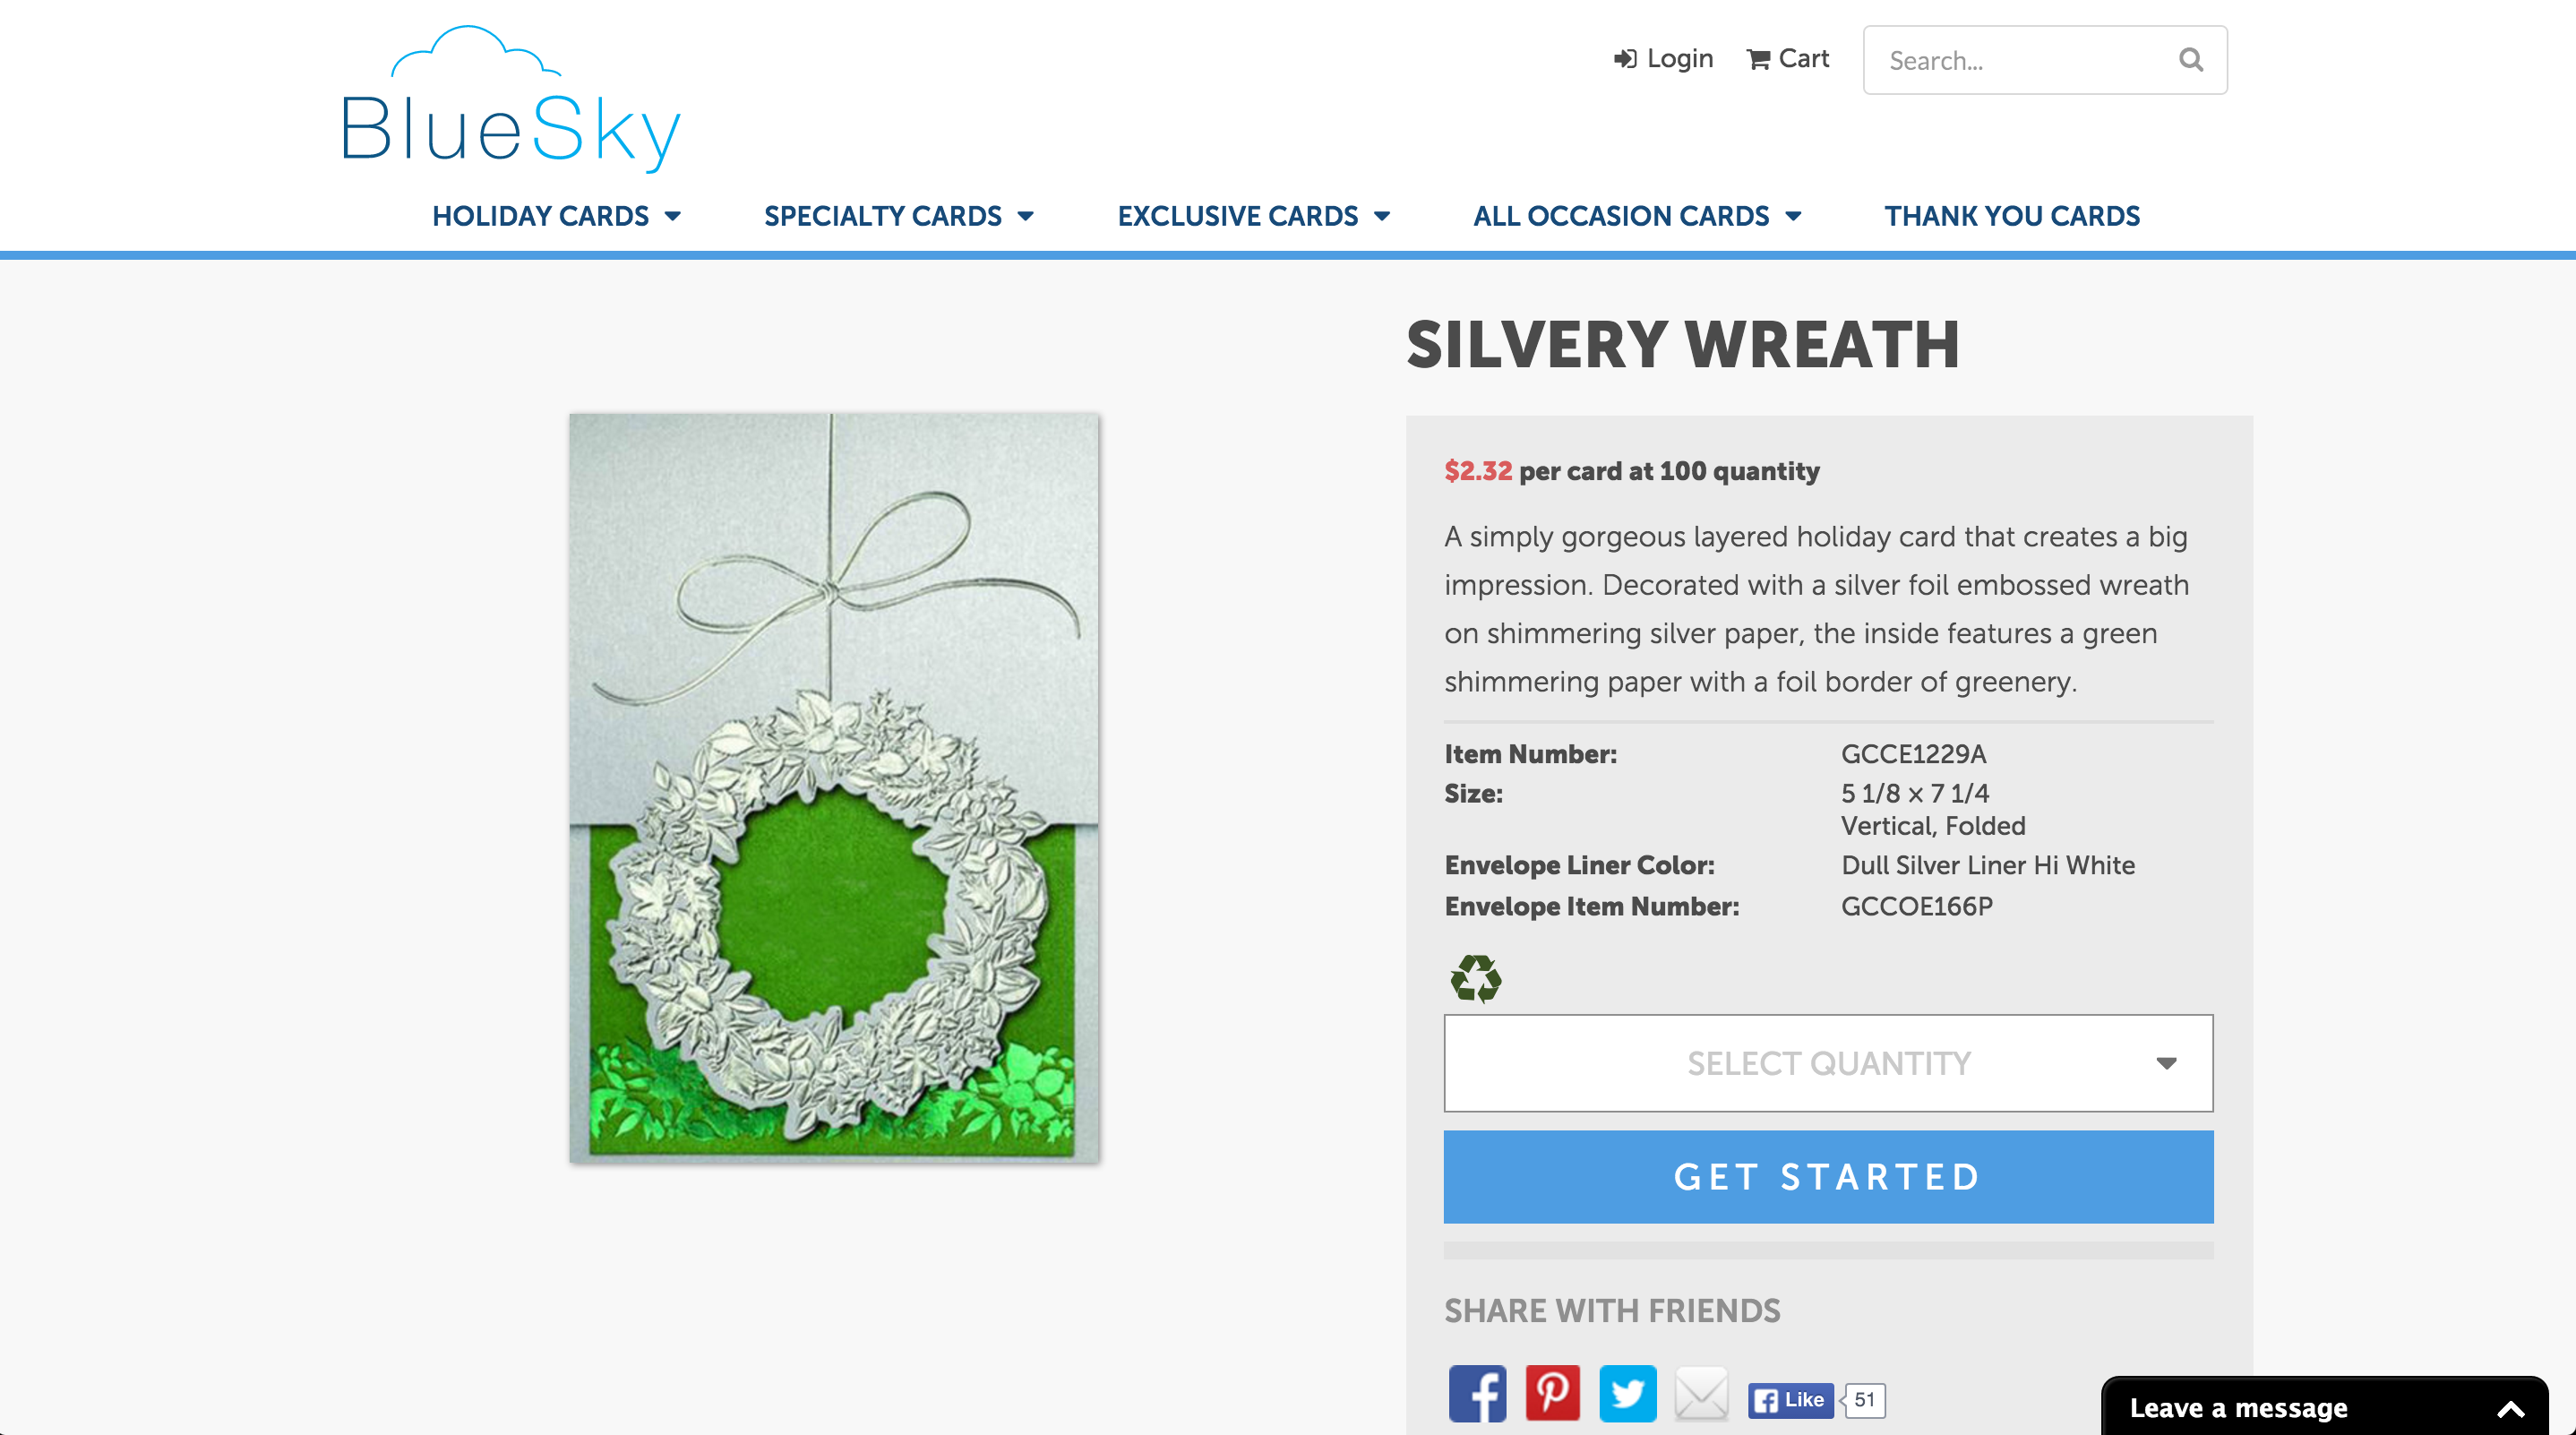 BlueSky
Login
Cart
Search...
HOLIDAY CARDS
SPECIALTY CARDS
EXCLUSIVE CARDS
ALL OCCASION CARDS
THANK YOU CARDS
SILVERY WREATH
$2.32 per card at 100 quantity
A simply gorgeous layered holiday card that creates a big
impression. Decorated with a silver foil embossed wreath
on shimmering silver paper, the inside features a green
shimmering paper with a foil border of greenery.
Item Number: GCCE1229A
Size: 5 1/8 x 7 1/4
Vertical, Folded
Envelope Liner Color: Dull Silver Liner Hi White
Envelope Item Number: GCCOE166P
SELECT QUANTITY
GET STARTED
SHARE WITH FRIENDS
Like 51
Leave a message